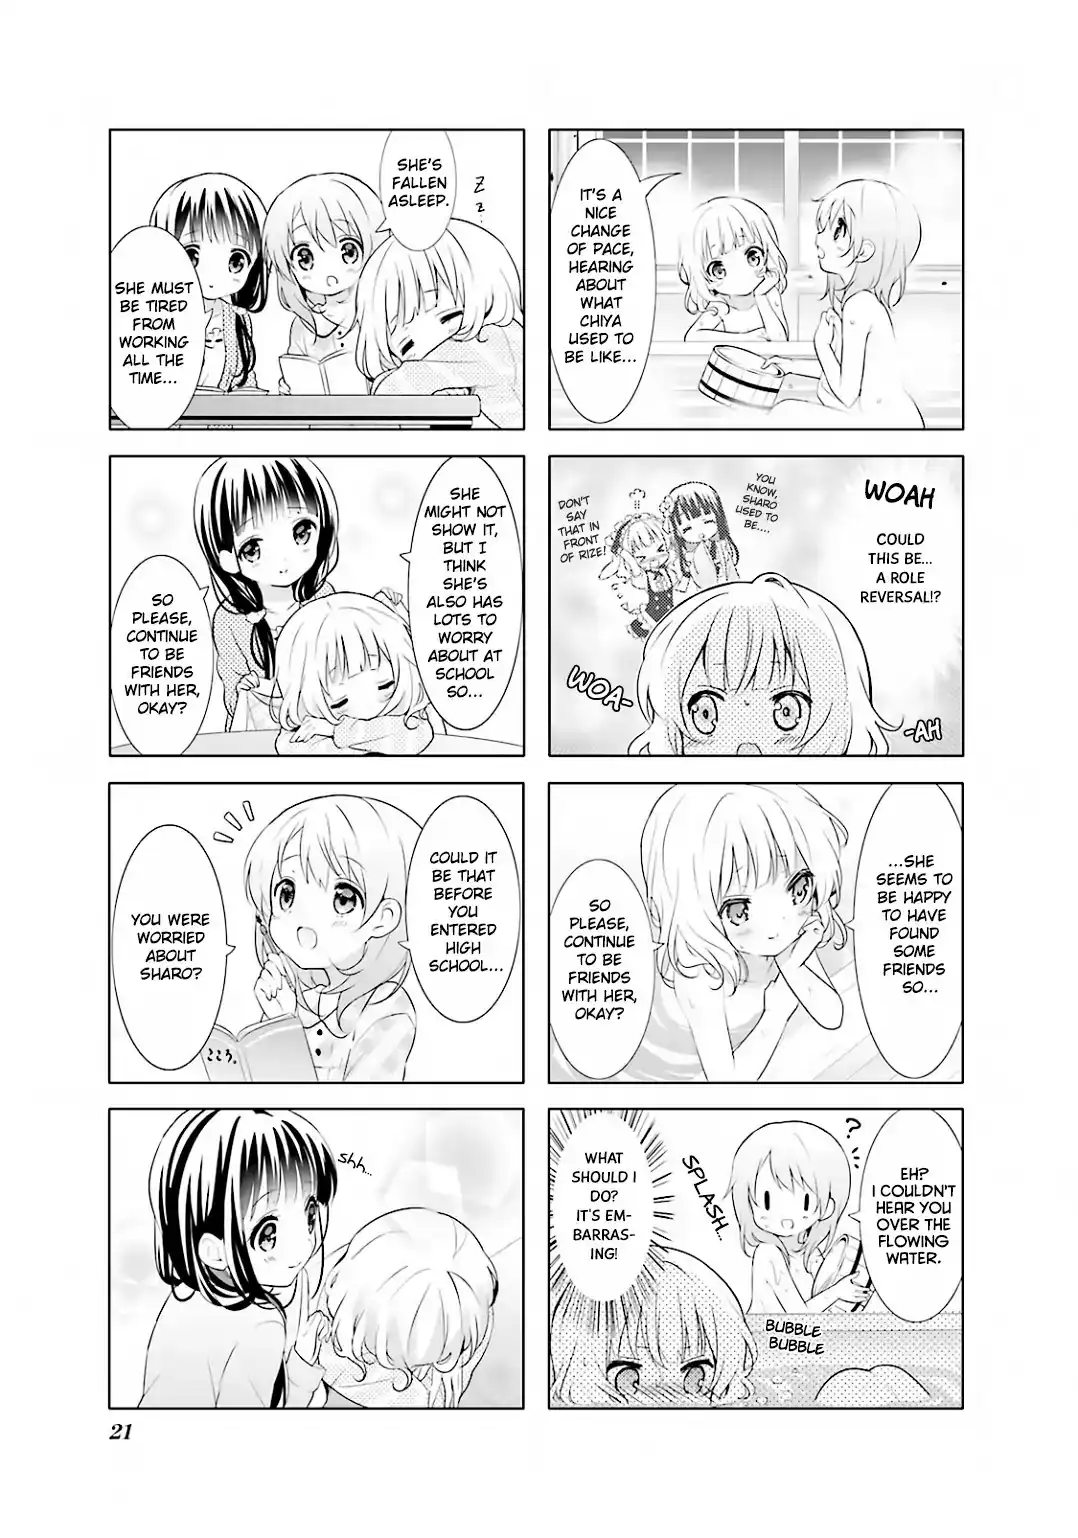 IT'S A
NICE
CHANGE
OF PACE,
HEARING
ABOUT
WHAT
CHIYA
USED TO
BE LIKE...
WOAH
COULD
THIS BE...
A ROLE
REVERSAL!?
YOU
KNOW,
SHARO
USED TO
BE....
DON'T
SAY
THAT IN
FRONT
OF RIZE!
WOA-
-AH
...SHE
SEEMS TO
BE HAPPY
TO HAVE
FOUND
SOME
FRIENDS
SO...
SO
PLEASE,
CONTINUE
TO BE
FRIENDS
WITH HER,
OKAY?
EH?
I COULDN'T
HEAR YOU
OVER THE
FLOWING
WATER.
?
SPLASH...
WHAT
SHOULD I
DO?
IT'S EM-
BARRAS-
ING!
BUBBLE
BUBBLE
SHE'S
FALLEN
ASLEEP.
Z
Z...
SHE MUST
BE TIRED
FROM
WORKING
ALL THE
TIME...
SHE
MIGHT NOT
SHOW IT,
BUT I
THINK
SHE'S
ALSO HAS
LOTS TO
WORRY
ABOUT AT
SCHOOL
SO...
SO
PLEASE,
CONTINUE
TO BE
FRIENDS
WITH HER,
OKAY?
COULD IT
BE THAT
BEFORE
YOU
ENTERED
HIGH
SCHOOL...
YOU WERE
WORRIED
ABOUT
SHARO?
ココア。
shh...
21